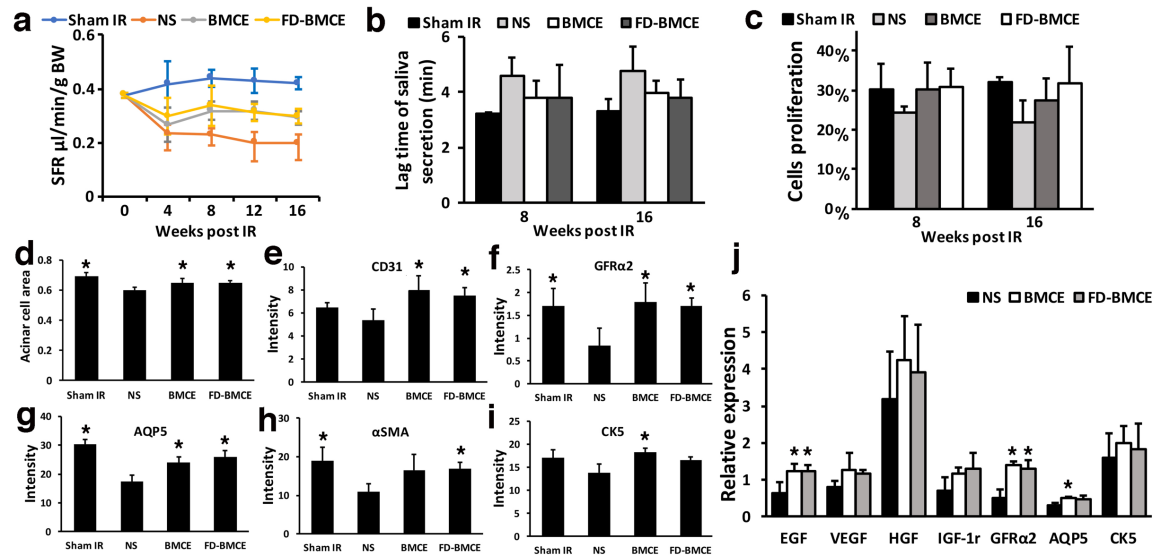 a
Sham IR NS BMCE FD-BMCE
SFR µl/min/g BW
0.6
0.4
0.2
0
0 4 8 12 16
Weeks post IR
b
Sham IR NS BMCE FD-BMCE
Lag time of saliva
secretion (min)
6
4
2
0
8 16
Weeks post IR
c
Sham IR NS BMCE FD-BMCE
Cells proliferation
40%
30%
20%
10%
0%
8 16
Weeks post IR
d
Acinar cell area
0.8
0.6
0.4
0.2
0
* * *
Sham IR NS BMCE FD-BMCE
e
CD31
Intensity
10
8
6
4
2
0
* *
Sham IR NS BMCE FD-BMCE
f
GFRα2
Intensity
2.5
2
1.5
1
0.5
0
* * *
Sham IR NS BMCE FD-BMCE
g
AQP5
Intensity
40
30
20
10
0
* * *
Sham IR NS BMCE FD-BMCE
h
αSMA
Intensity
30
20
10
0
* *
Sham IR NS BMCE FD-BMCE
i
CK5
Intensity
25
20
15
10
5
0
*
Sham IR NS BMCE FD-BMCE
j
NS BMCE FD-BMCE
Relative expression
6
5
4
3
2
1
0
* * * * *
EGF VEGF HGF IGF-1r GFRα2 AQP5 CK5